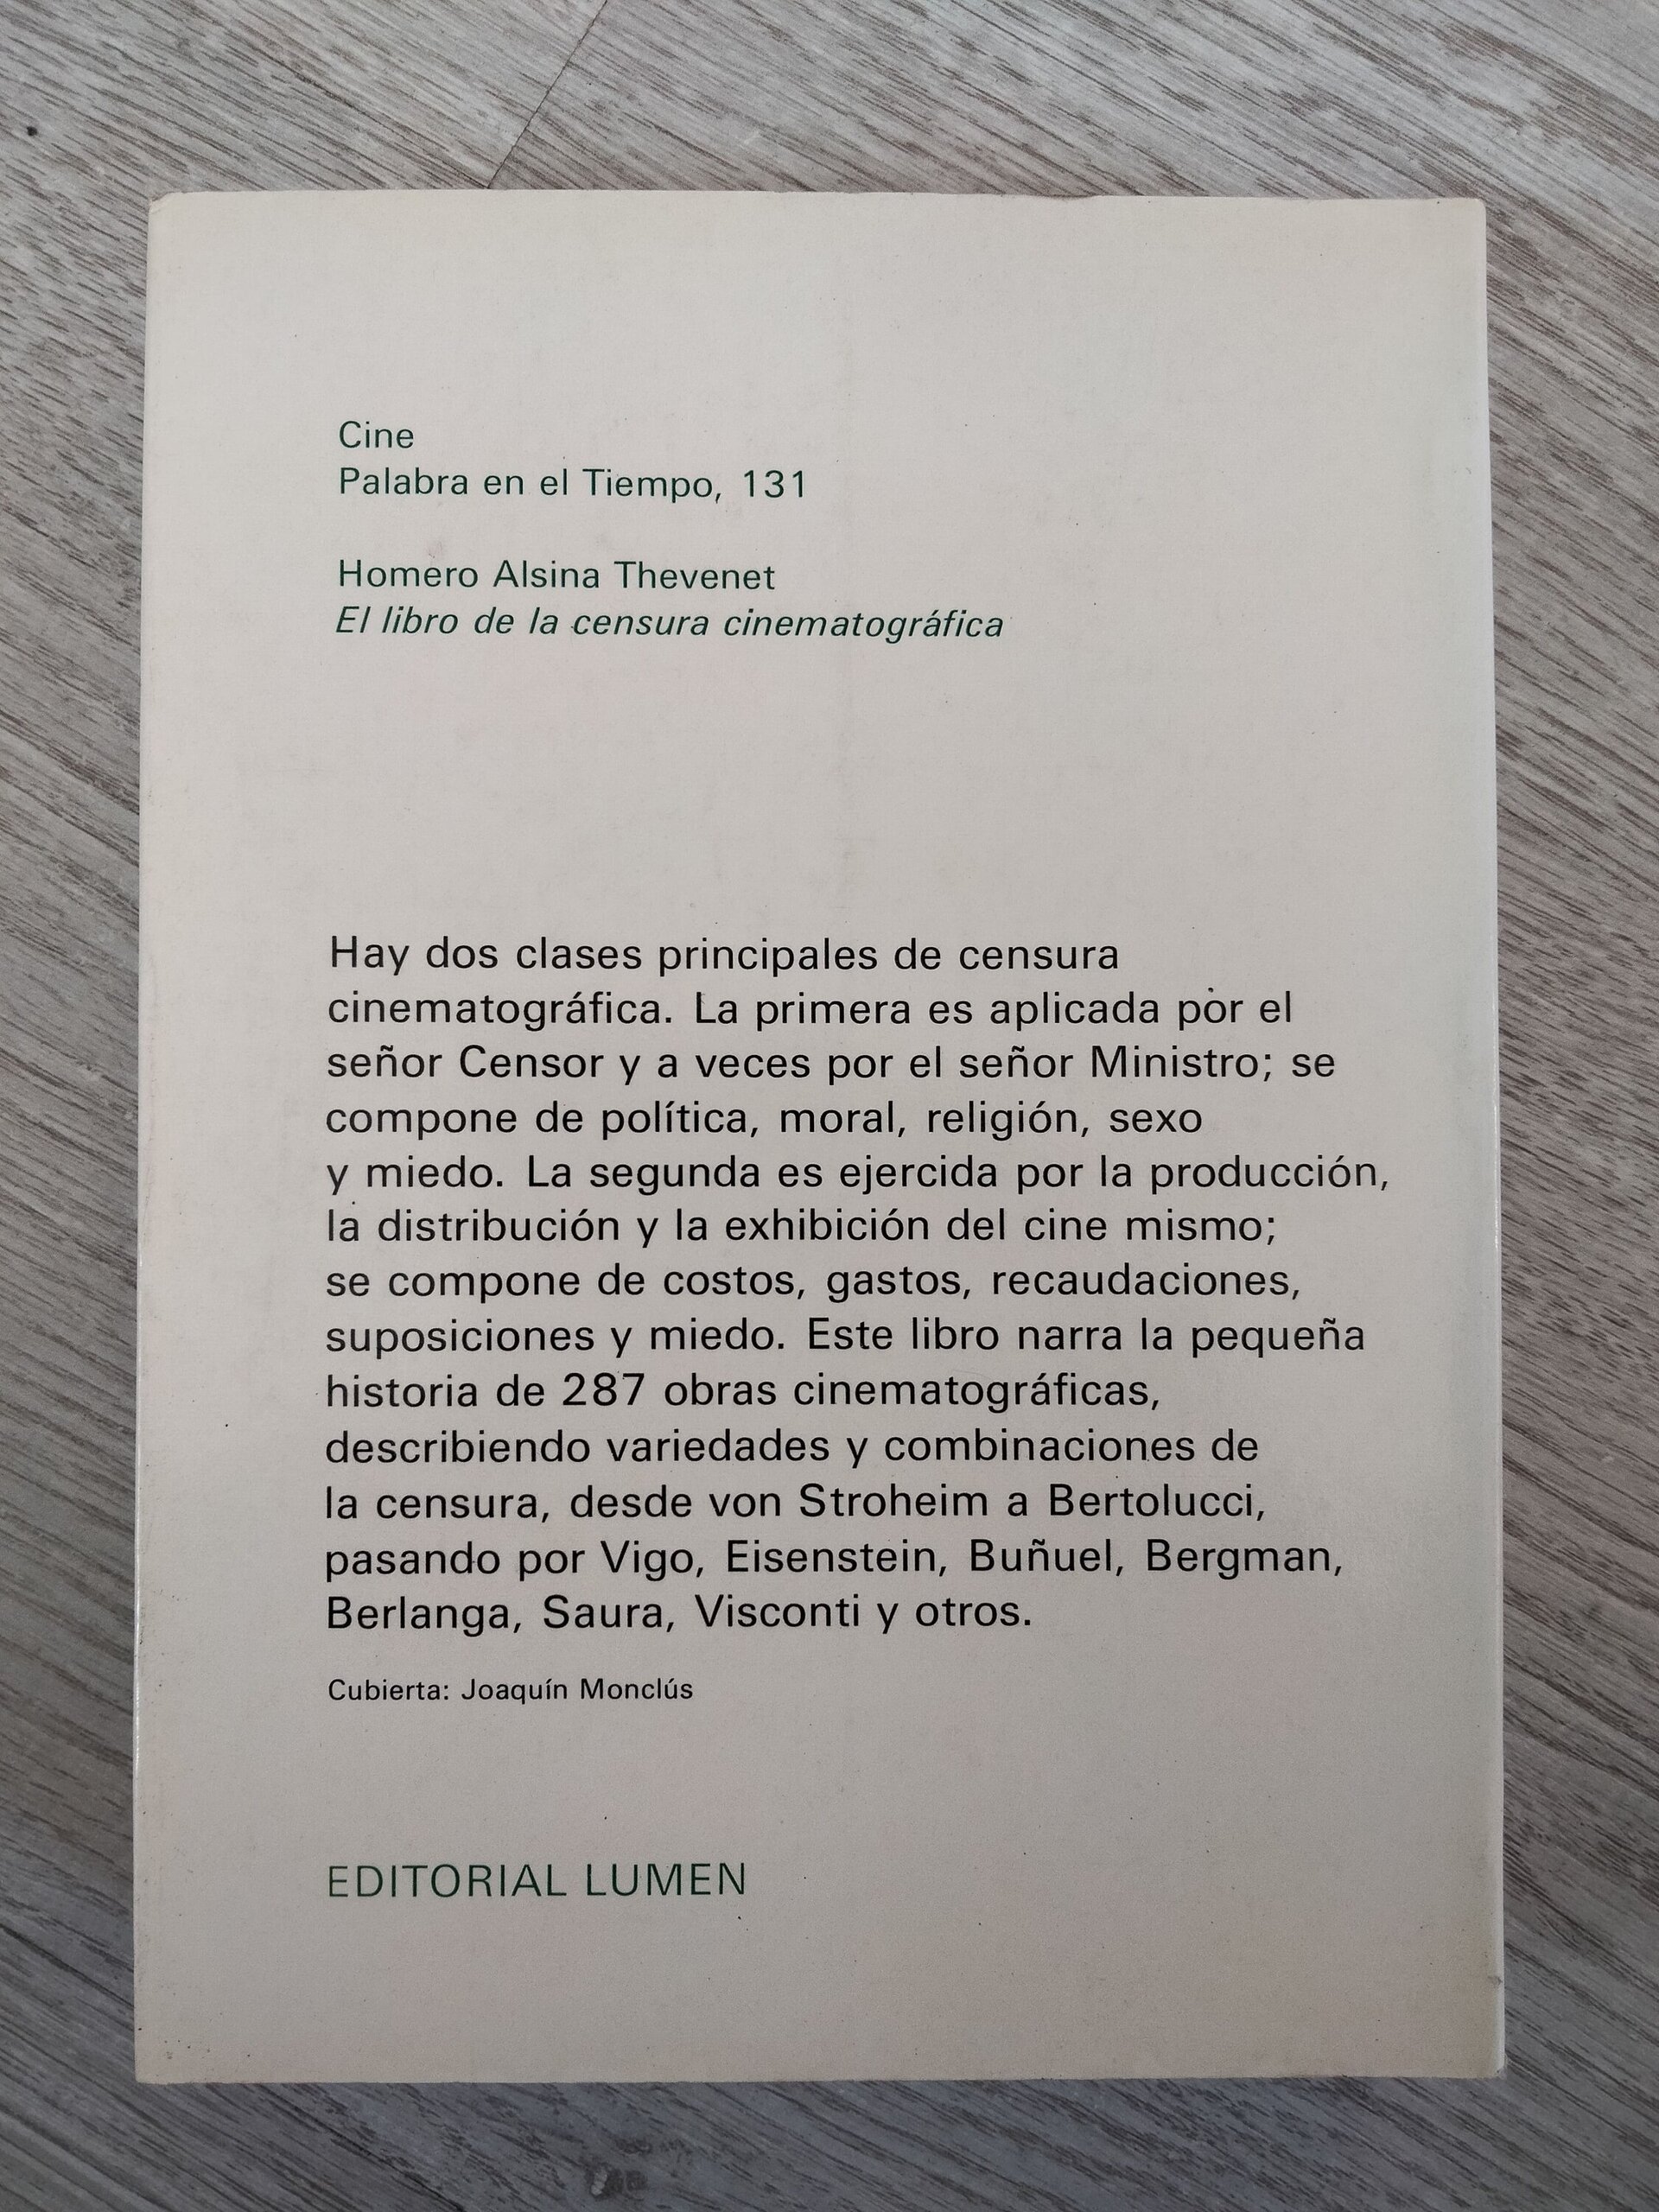 Cine
Palabra en el Tiempo, 131
Homero Alsina Thevenet
El libro de la censura cinematográfica
Hay dos clases principales de censura
cinematográfica. La primera es aplicada por el
señor Censor y a veces por el señor Ministro; se
compone de política, moral, religión, sexo
y miedo. La segunda es ejercida por la producción,
la distribución y la exhibición del cine mismo;
se compone de costos, gastos, recaudaciones,
suposiciones y miedo. Este libro narra la pequeña
historia de 287 obras cinematográficas,
describiendo variedades y combinaciones de
la censura, desde von Stroheim a Bertolucci,
pasando por Vigo, Eisenstein, Buñuel, Bergman,
Berlanga, Saura, Visconti y otros.
Cubierta: Joaquín Monclús
EDITORIAL LUMEN